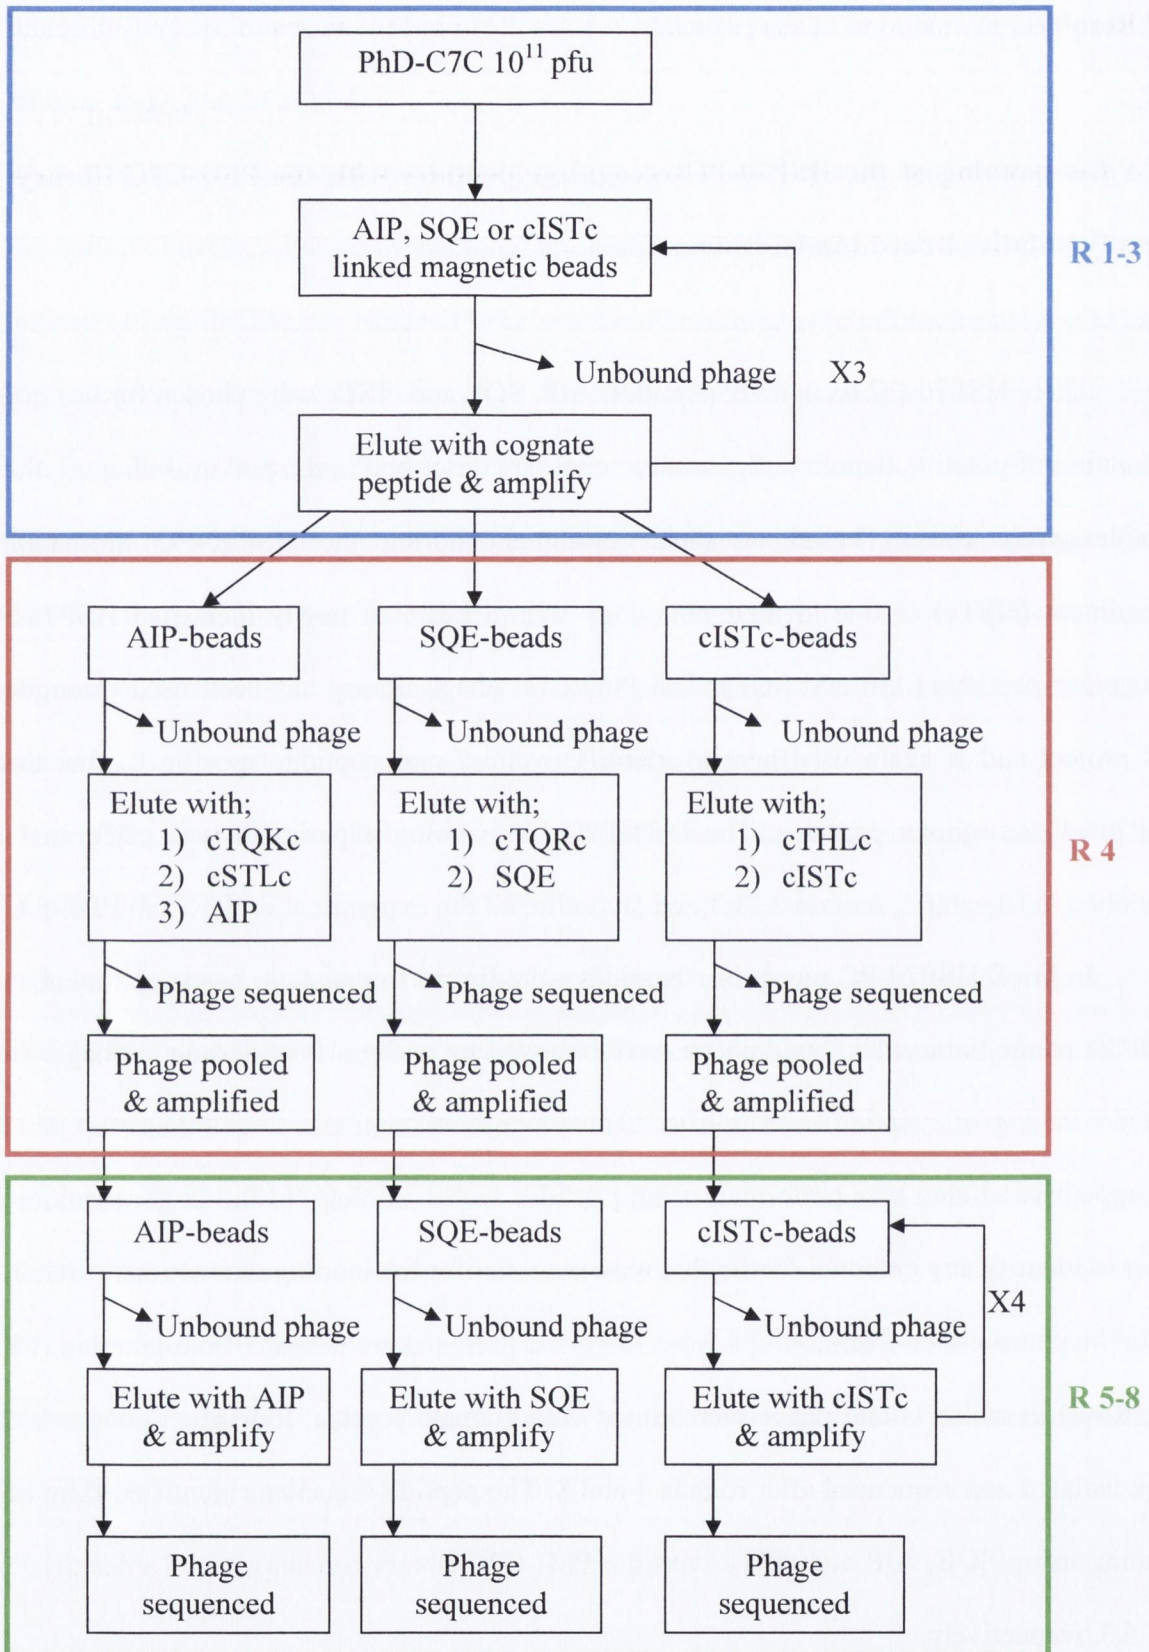 PhD-C7C 10¹¹ pfu
AIP, SQE or cISTc
linked magnetic beads
R 1-3
Unbound phage
X3
Elute with cognate
peptide & amplify
AIP-beads
SQE-beads
cISTc-beads
Unbound phage
Unbound phage
Unbound phage
Elute with;
1) cTQKc
2) cSTLc
3) AIP
Elute with;
1) cTQRc
2) SQE
Elute with;
1) cTHLc
2) cISTc
R 4
Phage sequenced
Phage sequenced
Phage sequenced
Phage pooled
& amplified
Phage pooled
& amplified
Phage pooled
& amplified
AIP-beads
SQE-beads
cISTc-beads
X4
Unbound phage
Unbound phage
Unbound phage
Elute with AIP
& amplify
Elute with SQE
& amplify
Elute with cISTc
& amplify
R 5-8
Phage
sequenced
Phage
sequenced
Phage
sequenced